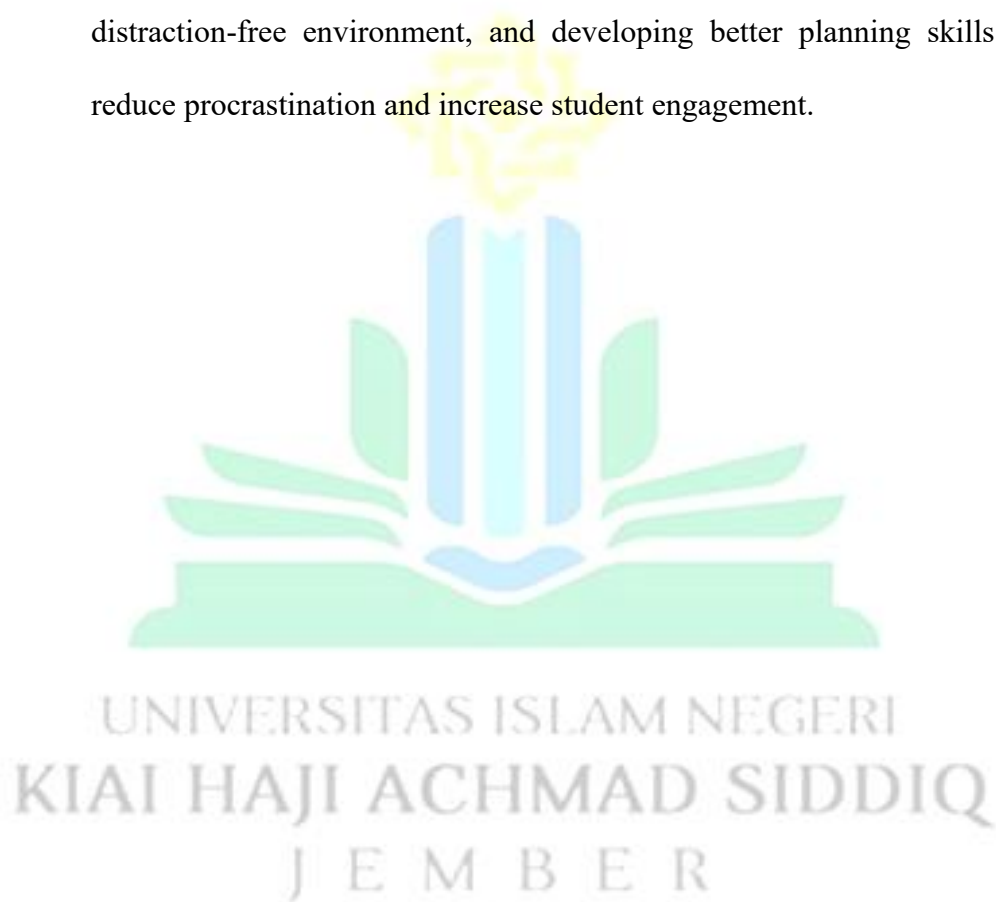 distraction-free environment, and developing better planning skills
reduce procrastination and increase student engagement.
UNIVERSITAS ISLAM NEGERI
KIAI HAJI ACHMAD SIDDIQ
JEMBER